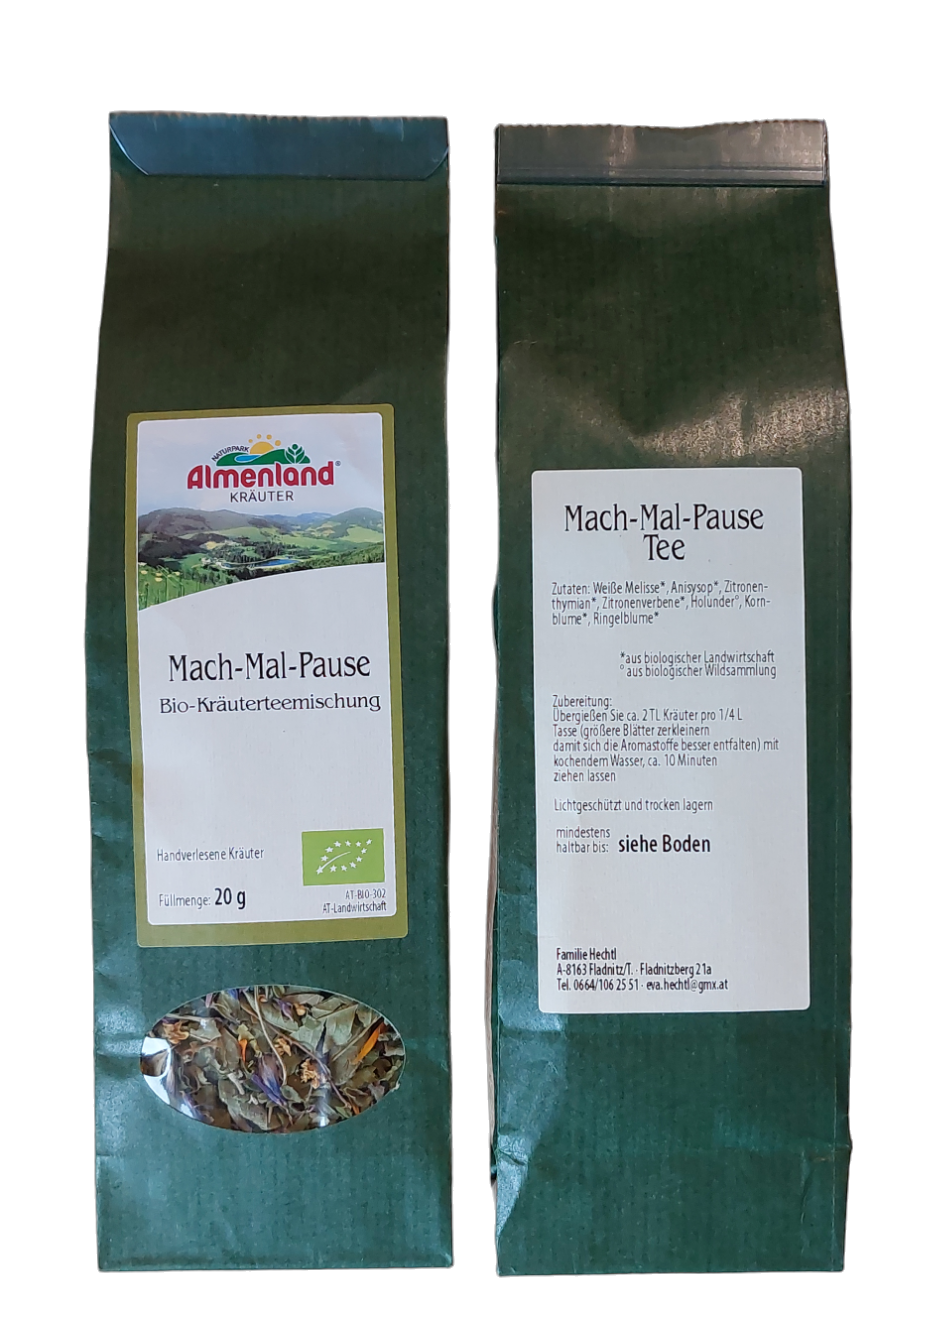 NATURPARK
Almenland®
KRÄUTER
Mach-Mal-Pause
Bio-Kräuterteemischung
Handverlesene Kräuter
Füllmenge: 20 g
AT-BIO-302
AT-Landwirtschaft
Mach-Mal-Pause
Tee
Zutaten: Weiße Melisse*, Anisysop*, Zitronen-
thymian*, Zitronenverbene*, Holunder°, Korn-
blume*, Ringelblume*
*aus biologischer Landwirtschaft
°aus biologischer Wildsammlung
Zubereitung:
Übergießen Sie ca. 2 TL Kräuter pro 1/4 L
Tasse (größere Blätter zerkleinern
damit sich die Aromastoffe besser entfalten) mit
kochendem Wasser, ca. 10 Minuten
ziehen lassen
Lichtgeschützt und trocken lagern
mindestens
haltbar bis: siehe Boden
Familie Hechtl
A-8163 Fladnitz/T. · Fladnitzberg 21a
Tel. 0664/106 25 51 · eva.hechtl@gmx.at